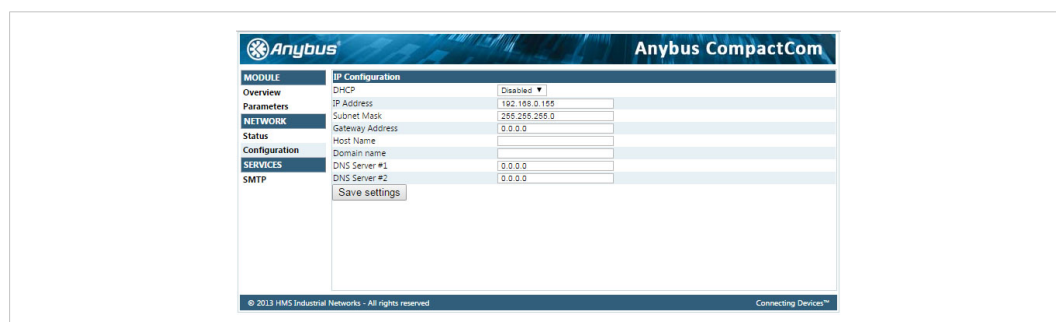 Anybus®
Anybus CompactCom
MODULE
Overview
Parameters
NETWORK
Status
Configuration
SERVICES
SMTP
IP Configuration
DHCP Disabled ▼
IP Address 192.168.0.155
Subnet Mask 255.255.255.0
Gateway Address 0.0.0.0
Host Name
Domain name
DNS Server #1 0.0.0.0
DNS Server #2 0.0.0.0
Save settings
© 2013 HMS Industrial Networks - All rights reserved
Connecting Devices™